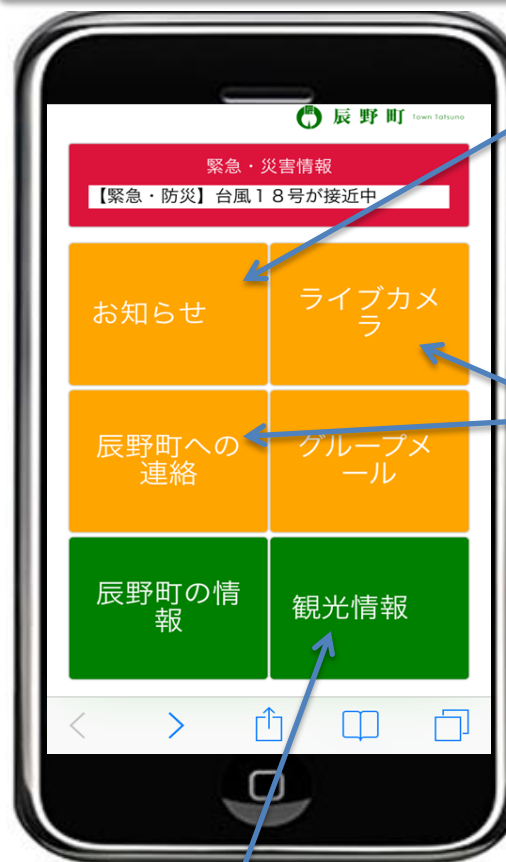 辰野町 Town Tatsuno
緊急・災害情報
【緊急・防災】台風18号が接近中
お知らせ
ライブカメ
ラ
辰野町への
連絡
グループメ
ール
辰野町の情
報
観光情報